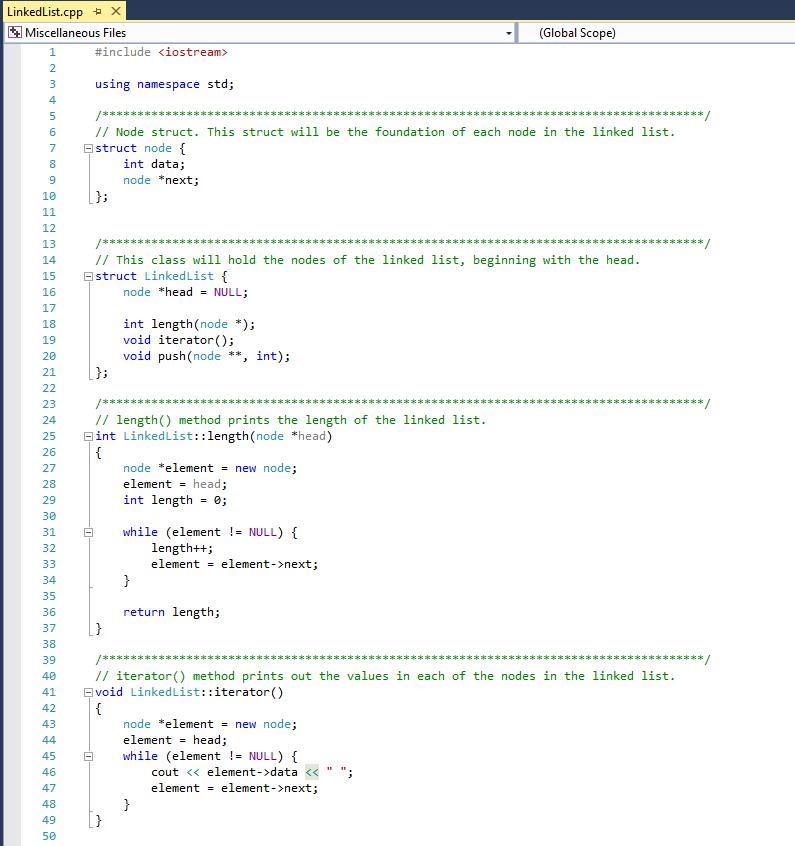 LinkedList.cpp
Miscellaneous Files (Global Scope)
1 #include <iostream>
2
3 using namespace std;
4
5 /**************************************************************************************/
6 // Node struct. This struct will be the foundation of each node in the linked list.
7 struct node {
8 int data;
9 node *next;
10 };
11
12
13 /**************************************************************************************/
14 // This class will hold the nodes of the linked list, beginning with the head.
15 struct LinkedList {
16 node *head = NULL;
17
18 int length(node *);
19 void iterator();
20 void push(node **, int);
21 };
22
23 /**************************************************************************************/
24 // length() method prints the length of the linked list.
25 int LinkedList::length(node *head)
26 {
27 node *element = new node;
28 element = head;
29 int length = 0;
30
31 while (element != NULL) {
32 length++;
33 element = element->next;
34 }
35
36 return length;
37 }
38
39 /**************************************************************************************/
40 // iterator() method prints out the values in each of the nodes in the linked list.
41 void LinkedList::iterator()
42 {
43 node *element = new node;
44 element = head;
45 while (element != NULL) {
46 cout << element->data << " ";
47 element = element->next;
48 }
49 }
50